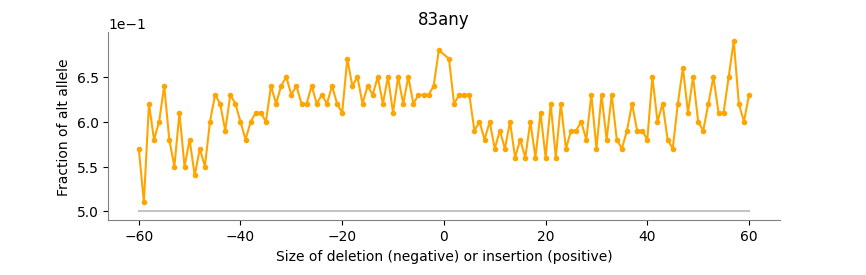 83any
1e−1
Fraction of alt allele
6.5
6.0
5.5
5.0
−60
−40
−20
0
20
40
60
Size of deletion (negative) or insertion (positive)